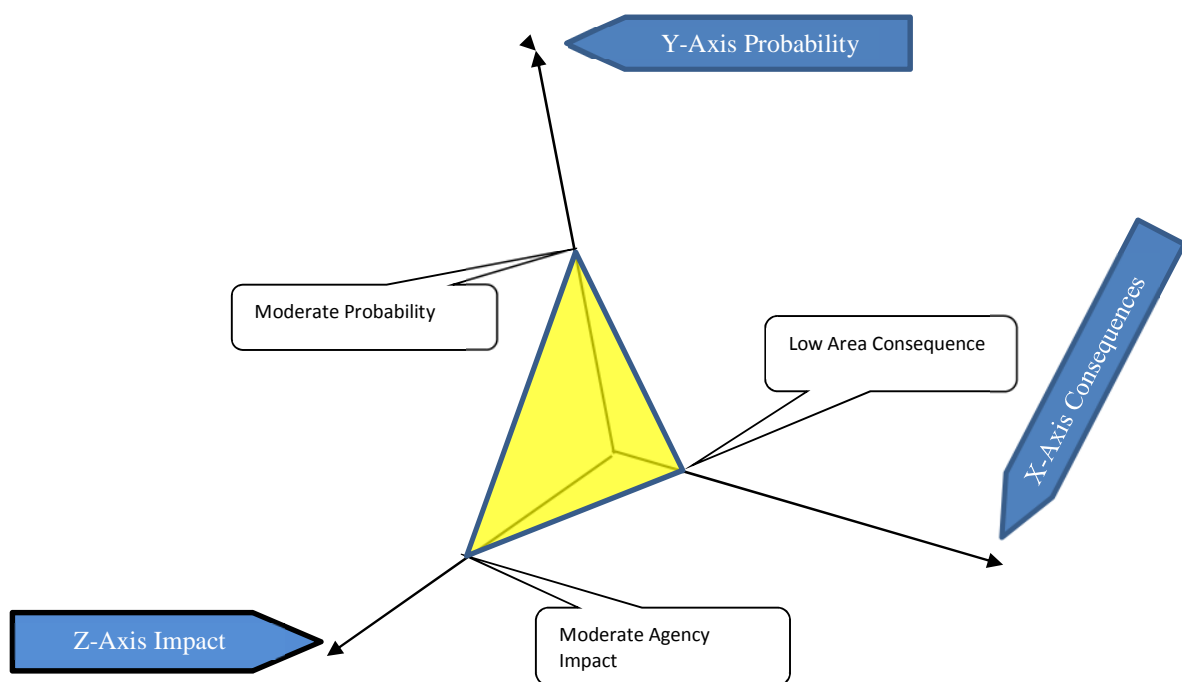 Y-Axis Probability
Moderate Probability
Low Area Consequence
X-Axis Consequences
Z-Axis Impact
Moderate Agency
Impact